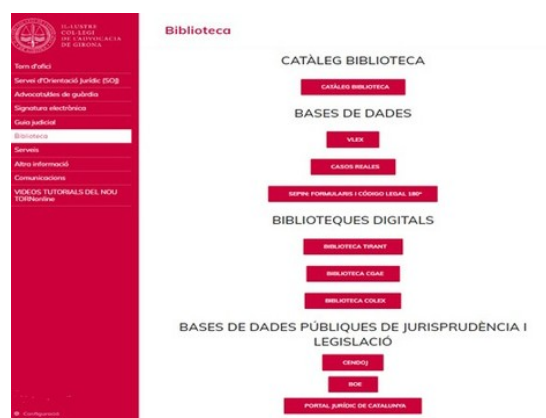 IL·LUSTRE
COL·LEGI
DE L'ADVOCACIA
DE GIRONA
Torn d'ofici
Servei d'Orientació Jurídic (SOJ)
Advocats/des de guàrdia
Signatura electrònica
Guia judicial
Biblioteca
Serveis
Altra informació
Comunicacions
VIDEOS TUTORIALS DEL NOU
TORNonline
Configuració
Biblioteca
CATÀLEG BIBLIOTECA
CATÀLEG BIBLIOTECA
BASES DE DADES
VLEX
CASOS REALES
SEPIN: FORMULARIS I CÓDIGO LEGAL 180º
BIBLIOTEQUES DIGITALS
BIBLIOTECA TIRANT
BIBLIOTECA CGAE
BIBLIOTECA COLEX
BASES DE DADES PÚBLIQUES DE JURISPRUDÈNCIA I
LEGISLACIÓ
CENDOJ
BOE
PORTAL JURÍDIC DE CATALUNYA